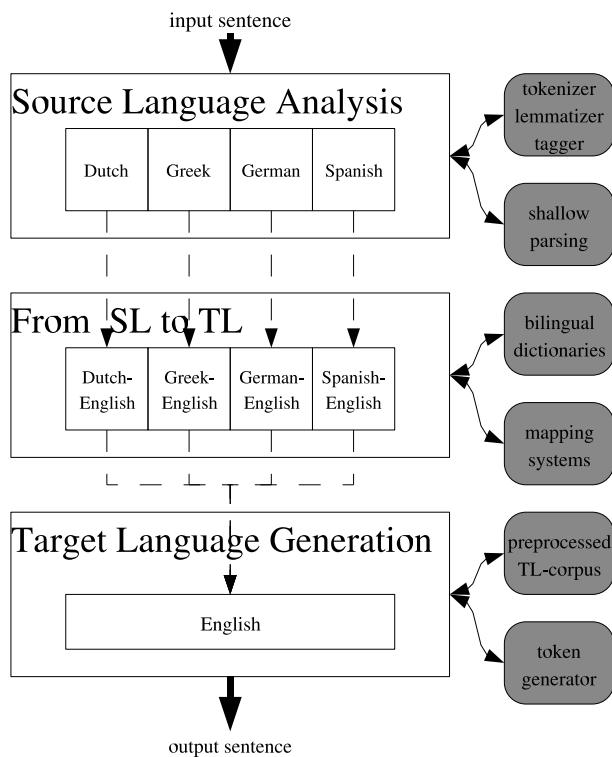 input sentence
Source Language Analysis
Dutch
Greek
German
Spanish
tokenizer
lemmatizer
tagger
shallow
parsing
From SL to TL
Dutch-
English
Greek-
English
German-
English
Spanish-
English
bilingual
dictionaries
mapping
systems
Target Language Generation
English
preprocessed
TL-corpus
token
generator
output sentence